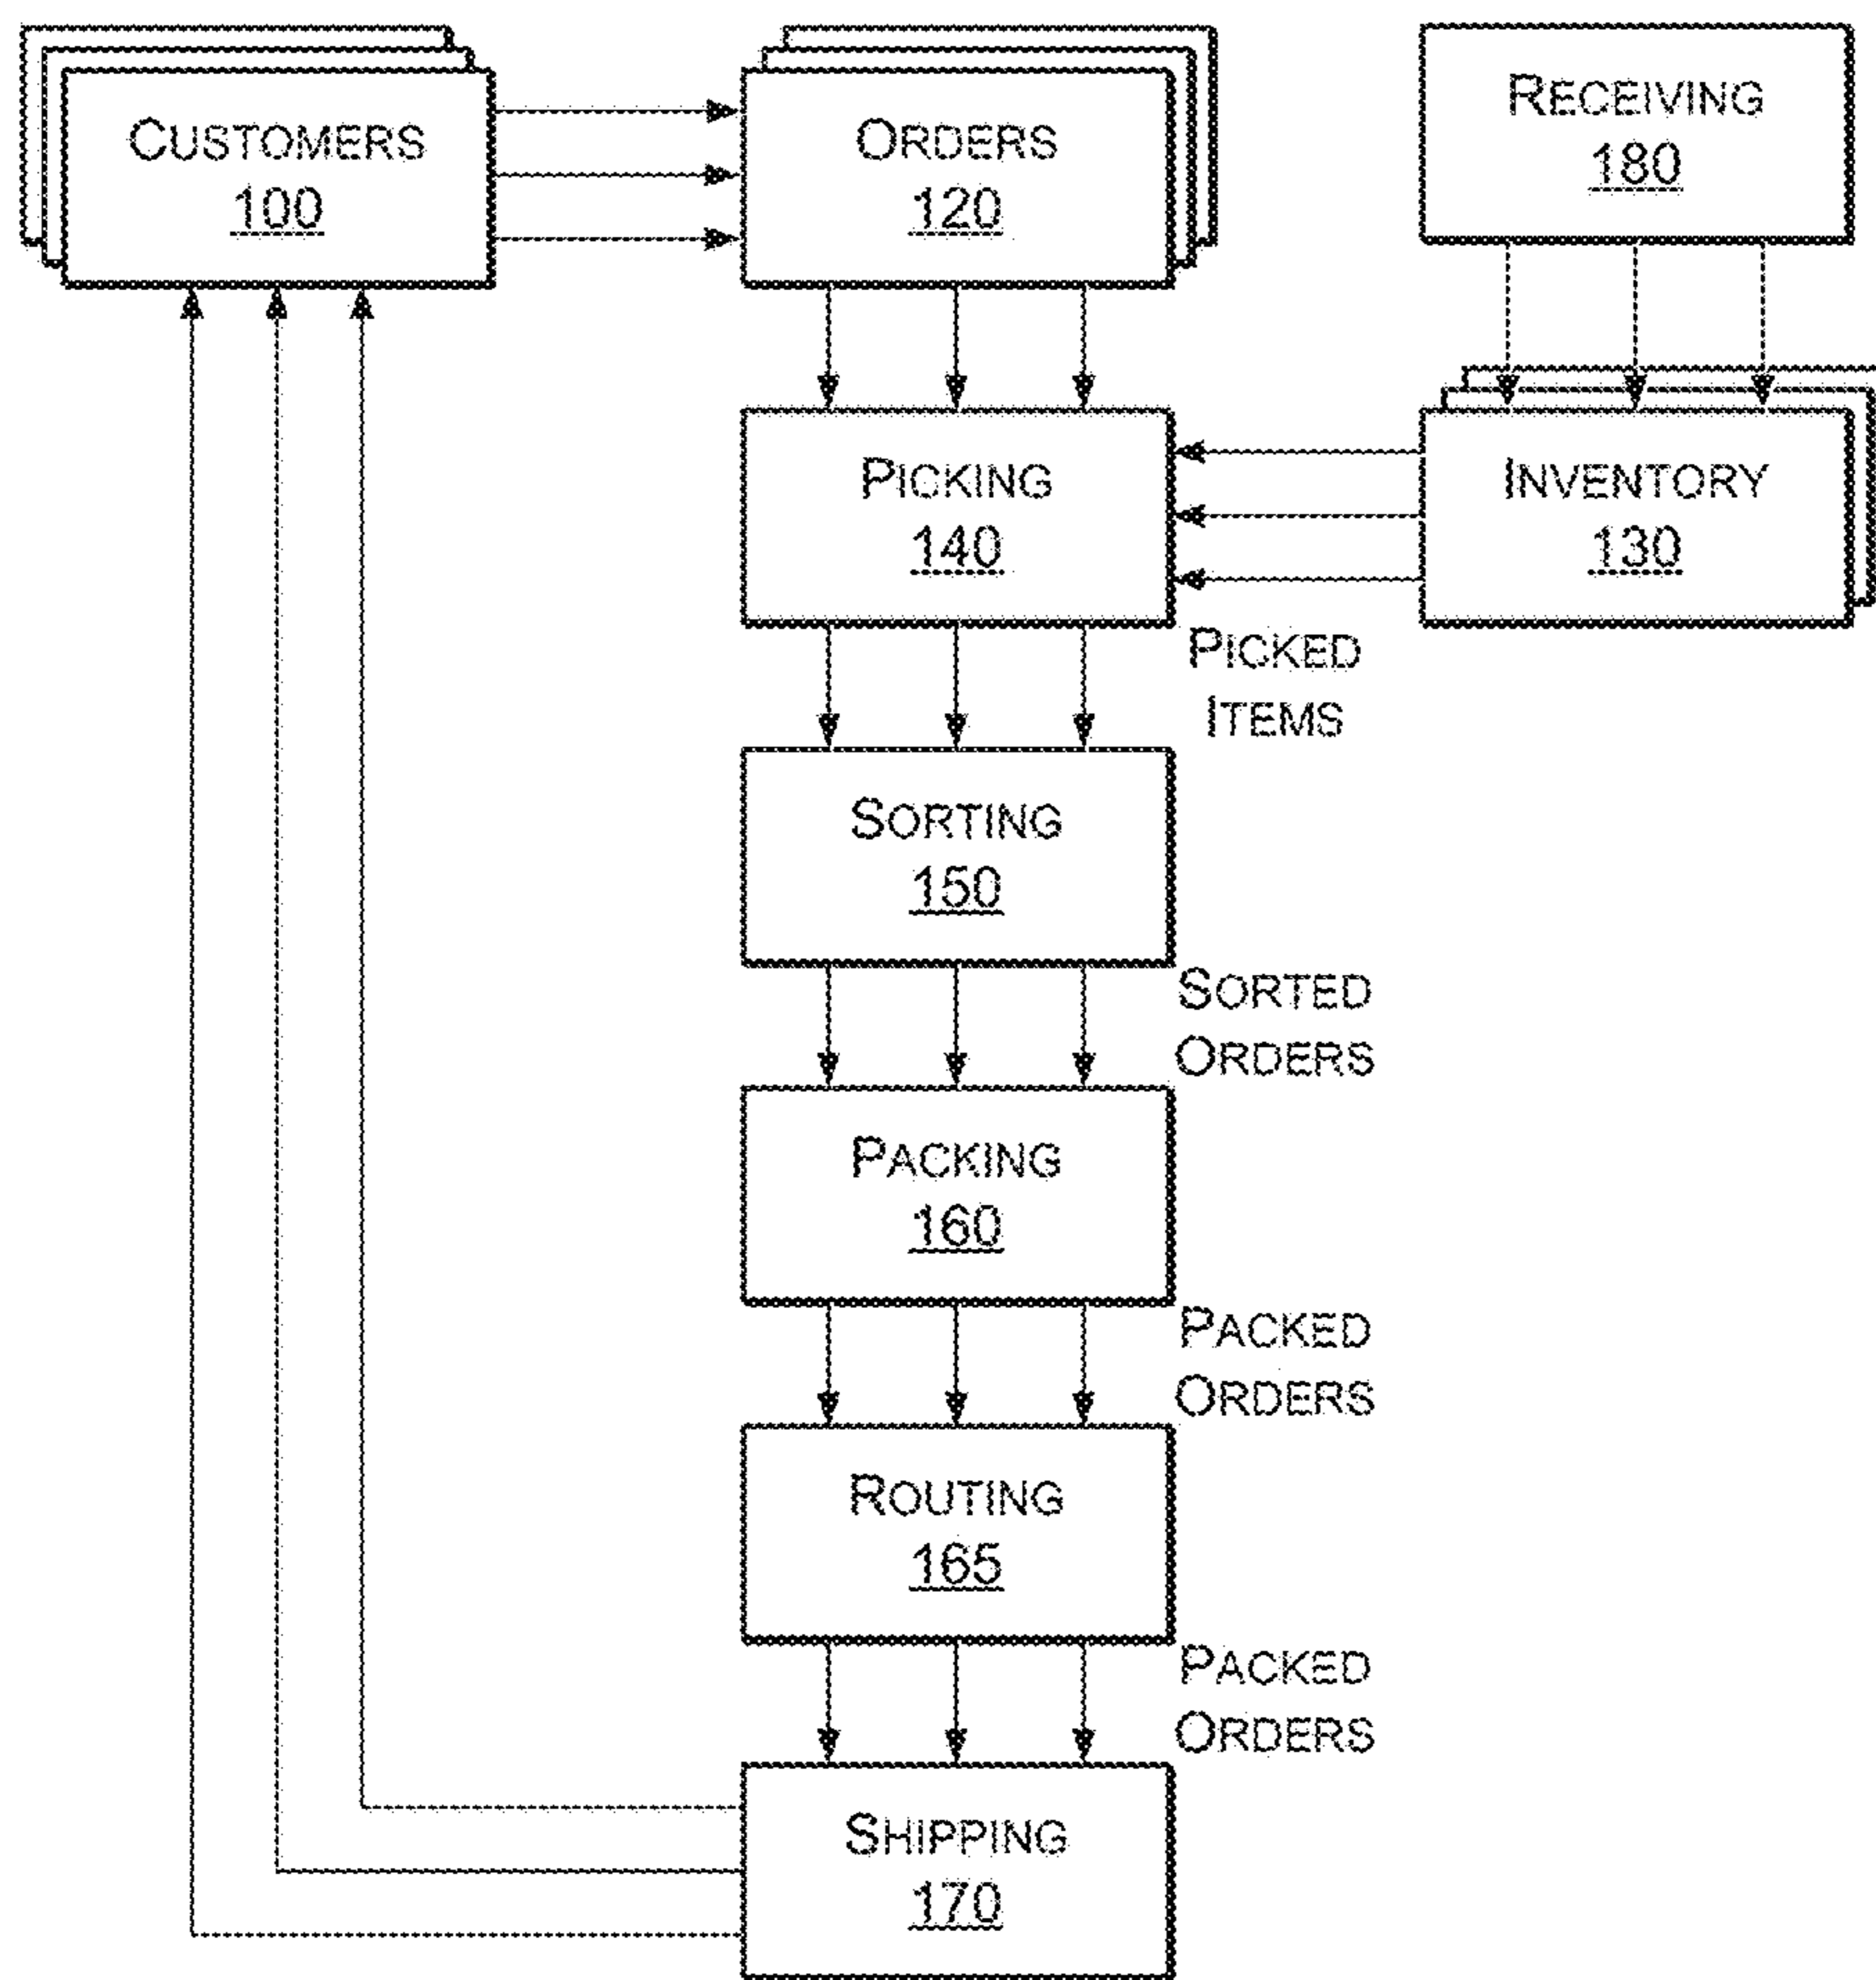 CUSTOMERS
100
ORDERS
120
RECEIVING
180
PICKING
140
INVENTORY
130
PICKED
ITEMS
SORTING
150
SORTED
ORDERS
PACKING
160
PACKED
ORDERS
ROUTING
165
PACKED
ORDERS
SHIPPING
170